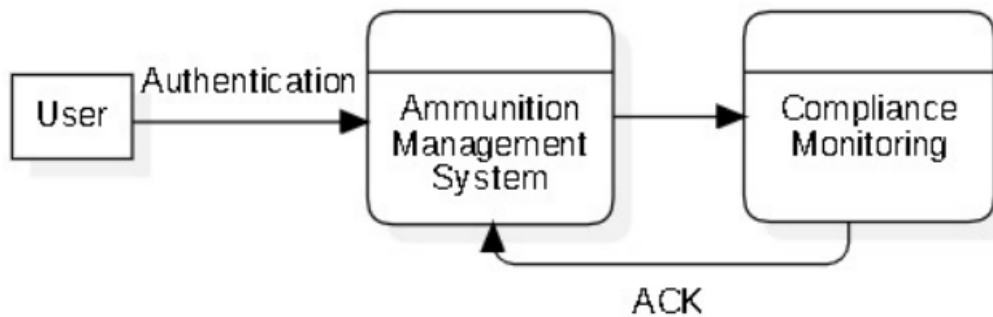 Authentication
User
Ammunition
Management
System
Compliance
Monitoring
ACK